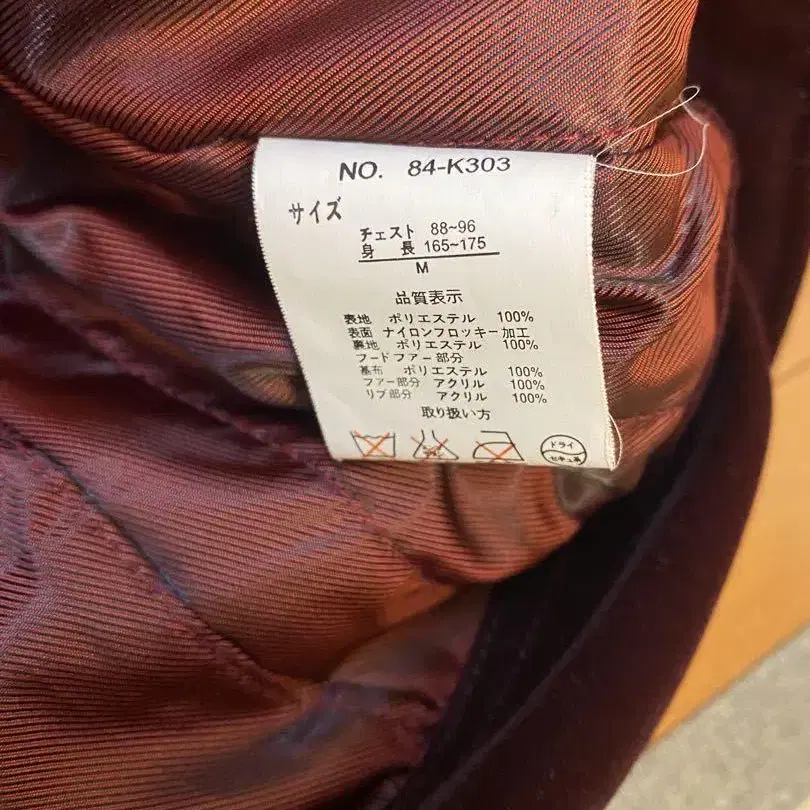 NO. 84-K303
サイズ
チェスト 88~96
身 長 165~175
M
品質表示
表地 ポリエステル 100%
表面 ナイロンフロッキー加工
裏地 ポリエステル 100%
フードファー部分
基布 ポリエステル 100%
ファー部分 アクリル 100%
リブ部分 アクリル 100%
取り扱い方
ドライ
セキユ系